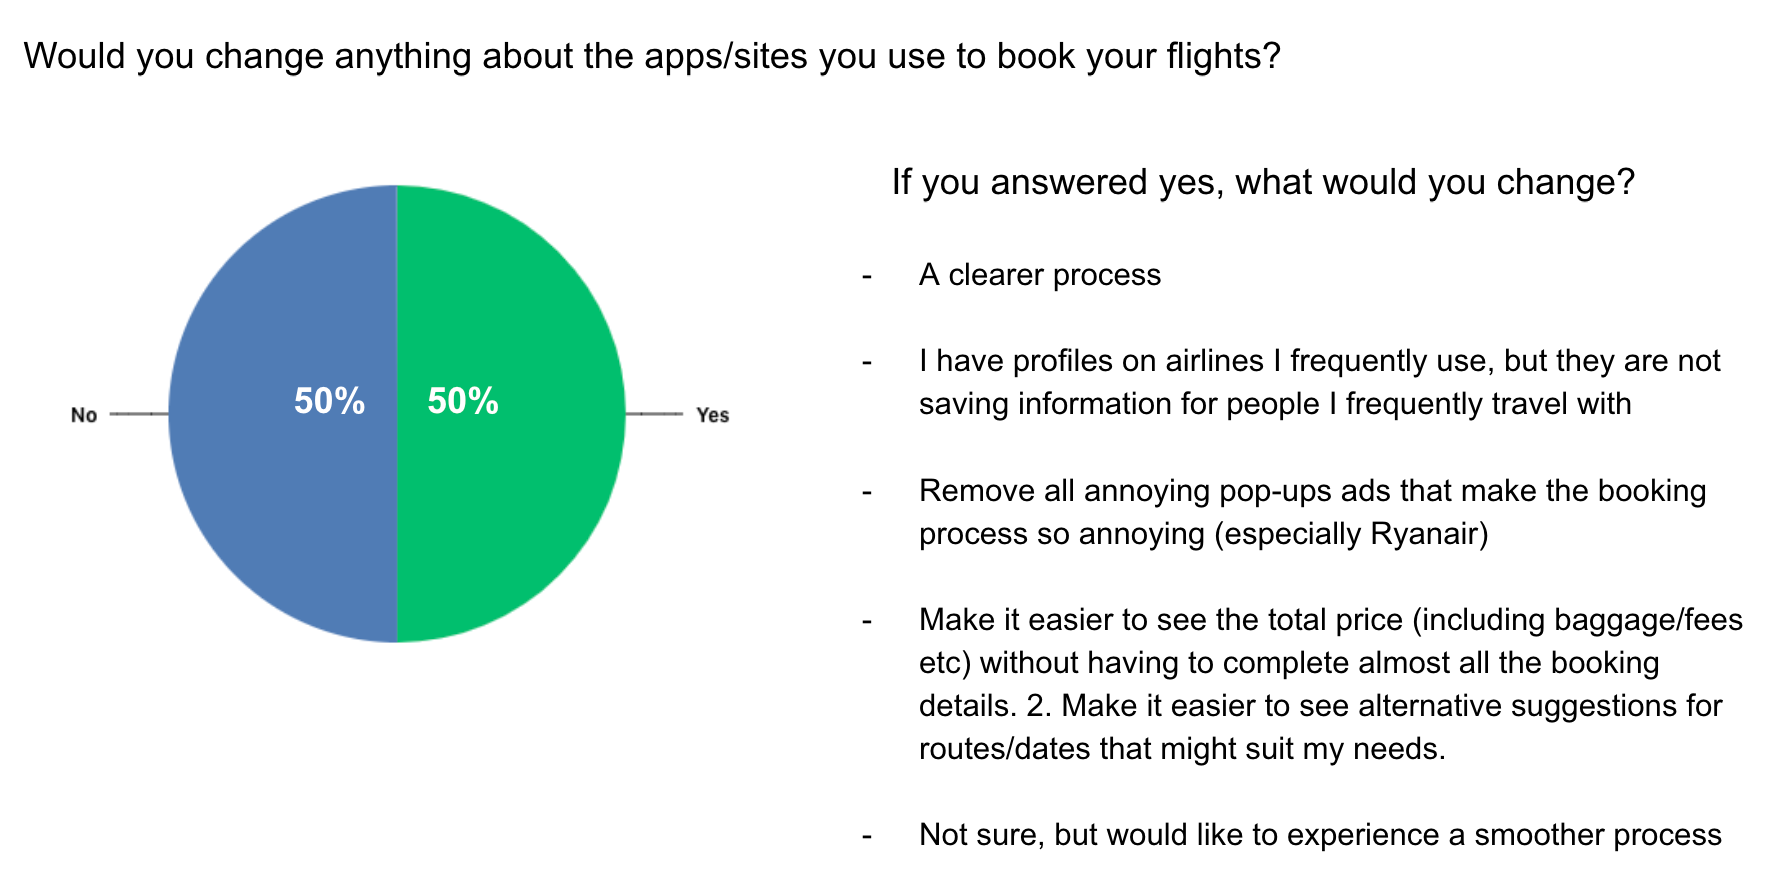 Would you change anything about the apps/sites you use to book your flights?
No
50%
50%
Yes
If you answered yes, what would you change?
- A clearer process
- I have profiles on airlines I frequently use, but they are not
saving information for people I frequently travel with
- Remove all annoying pop-ups ads that make the booking
process so annoying (especially Ryanair)
- Make it easier to see the total price (including baggage/fees
etc) without having to complete almost all the booking
details. 2. Make it easier to see alternative suggestions for
routes/dates that might suit my needs.
- Not sure, but would like to experience a smoother process